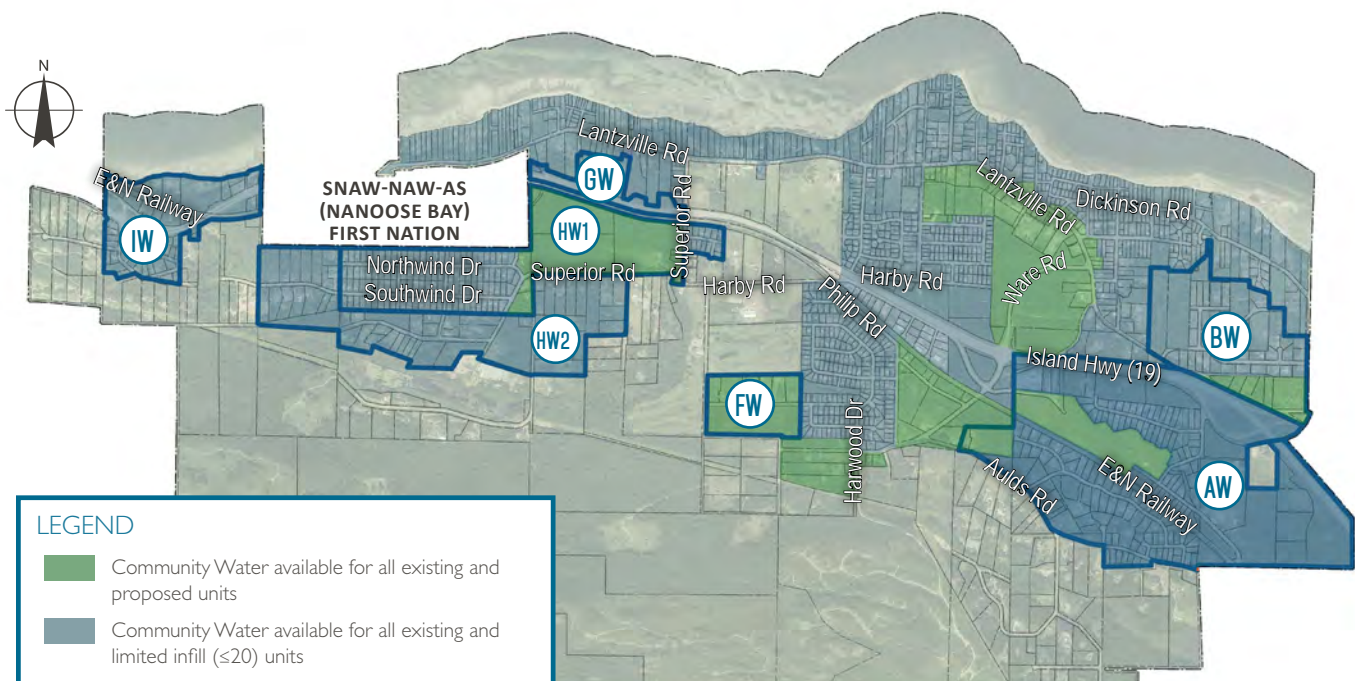 N
Lantzville Rd
GW
E&N Railway
SNAW-NAW-AS
(NANOOSE BAY)
FIRST NATION
IW
HW1
Superior Rd
Lantzville Rd
Dickinson Rd
Ware Rd
Northwind Dr
Southwind Dr
Superior Rd
Harby Rd
Harby Rd
Philip Rd
HW2
BW
Island Hwy (19)
FW
Harwood Dr
Aulds Rd
E&N Railway
AW
LEGEND
Community Water available for all existing and
proposed units
Community Water available for all existing and
limited infill (≤20) units